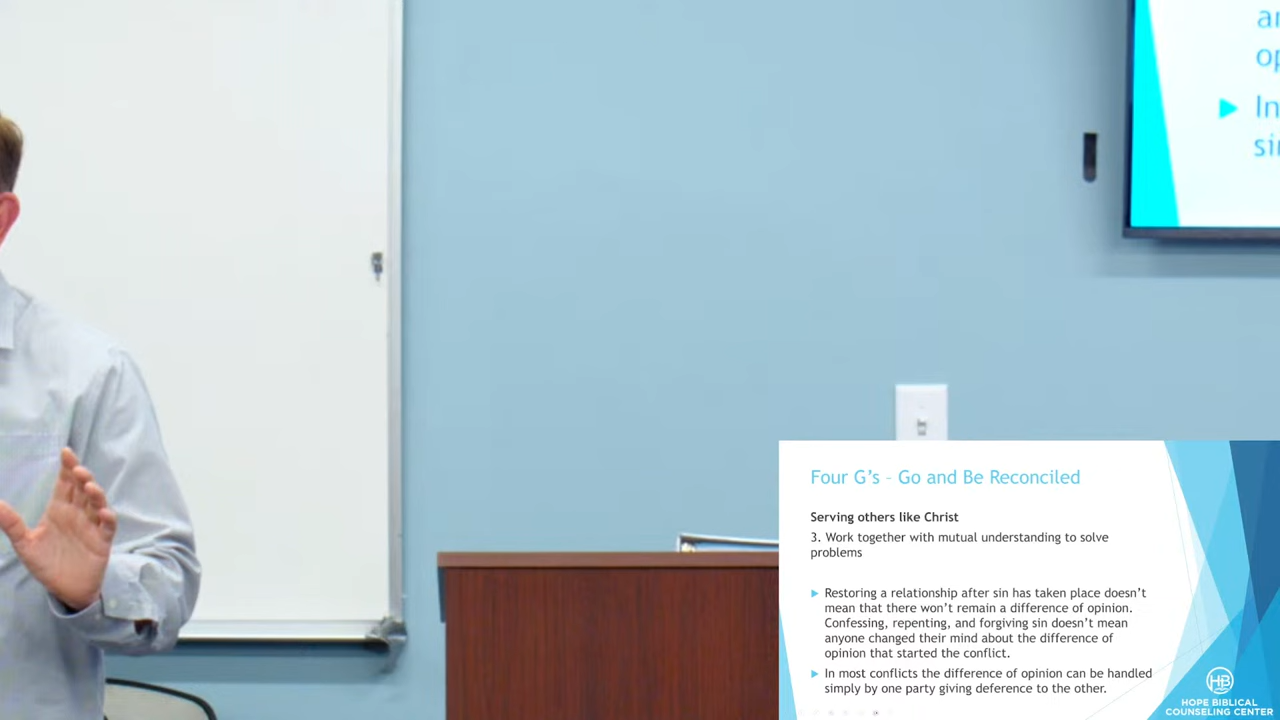 Four G's – Go and Be Reconciled
Serving others like Christ
3. Work together with mutual understanding to solve
problems
Restoring a relationship after sin has taken place doesn't
mean that there won't remain a difference of opinion.
Confessing, repenting, and forgiving sin doesn't mean
anyone changed their mind about the difference of
opinion that started the conflict.
In most conflicts the difference of opinion can be handled
simply by one party giving deference to the other.
HB
HOPE BIBLICAL
COUNSELING CENTER